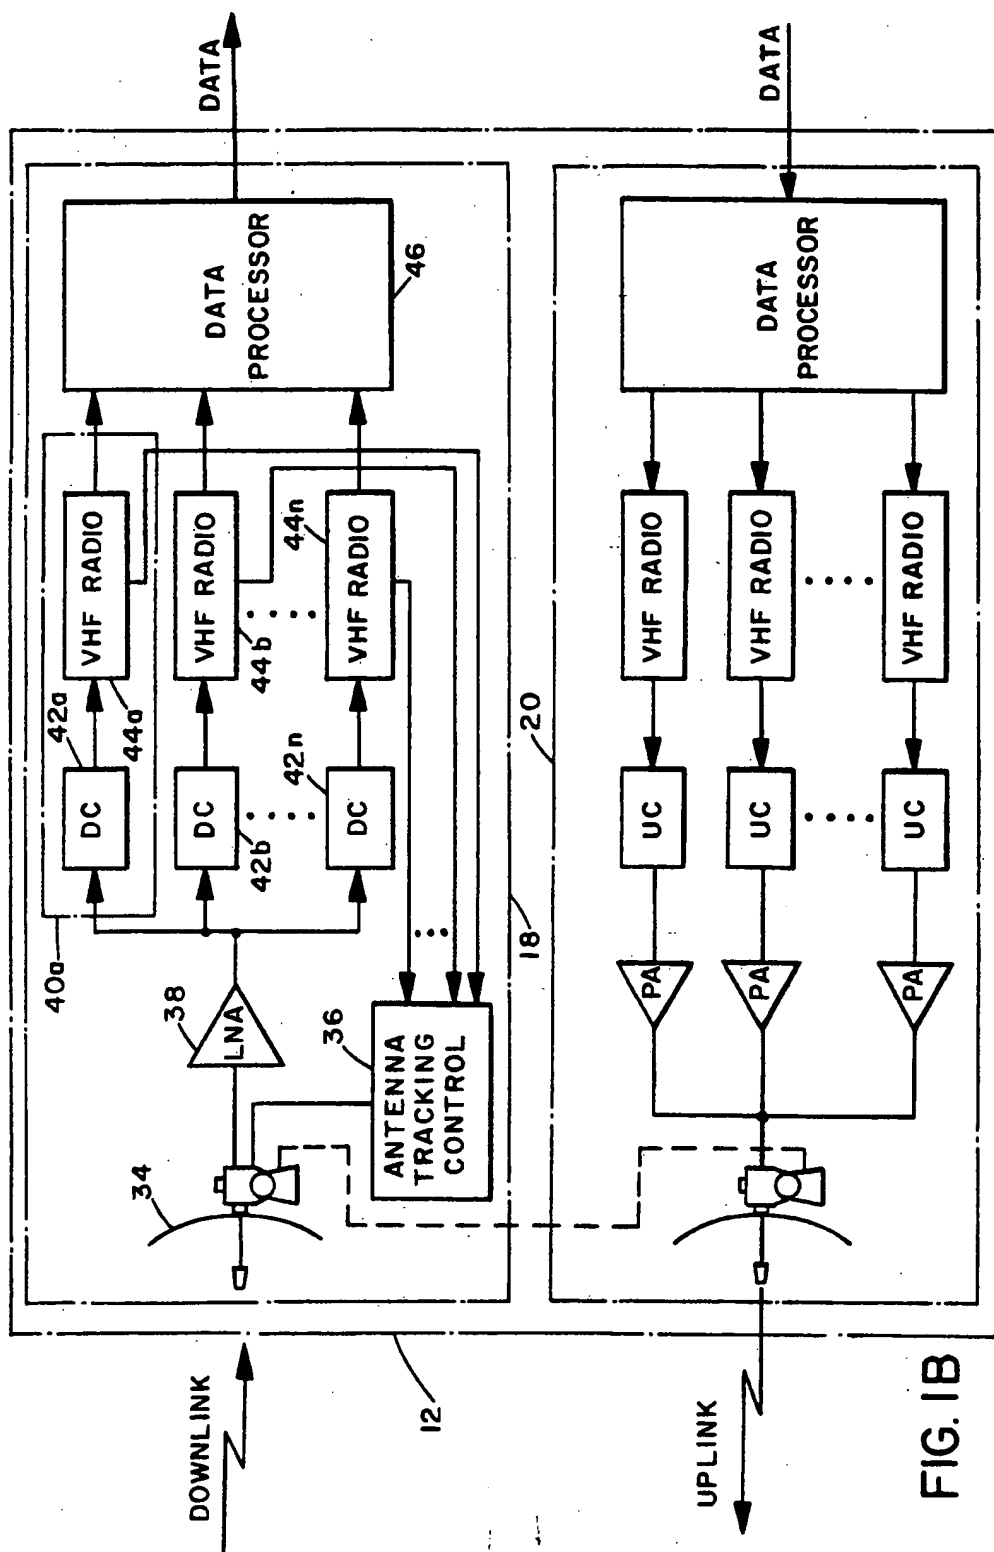 DOWNLINK
12
34
38
LNA
36
ANTENNA
TRACKING
CONTROL
40a
42a
DC
44a
VHF RADIO
42b
DC
44b
VHF RADIO
42n
DC
44n
VHF RADIO
DATA
PROCESSOR
46
DATA
18
20
UPLINK
PA
UC
VHF RADIO
PA
UC
VHF RADIO
PA
UC
VHF RADIO
DATA
PROCESSOR
DATA
FIG. 1B